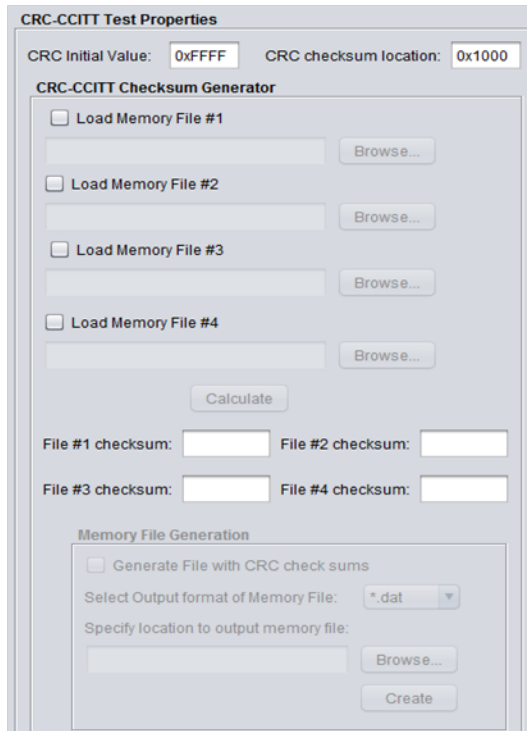 CRC-CCITT Test Properties
CRC Initial Value: 0xFFFF CRC checksum location: 0x1000
CRC-CCITT Checksum Generator
Load Memory File #1
Browse...
Load Memory File #2
Browse...
Load Memory File #3
Browse...
Load Memory File #4
Browse...
Calculate
File #1 checksum: File #2 checksum:
File #3 checksum: File #4 checksum:
Memory File Generation
Generate File with CRC check sums
Select Output format of Memory File: *.dat
Specify location to output memory file:
Browse...
Create